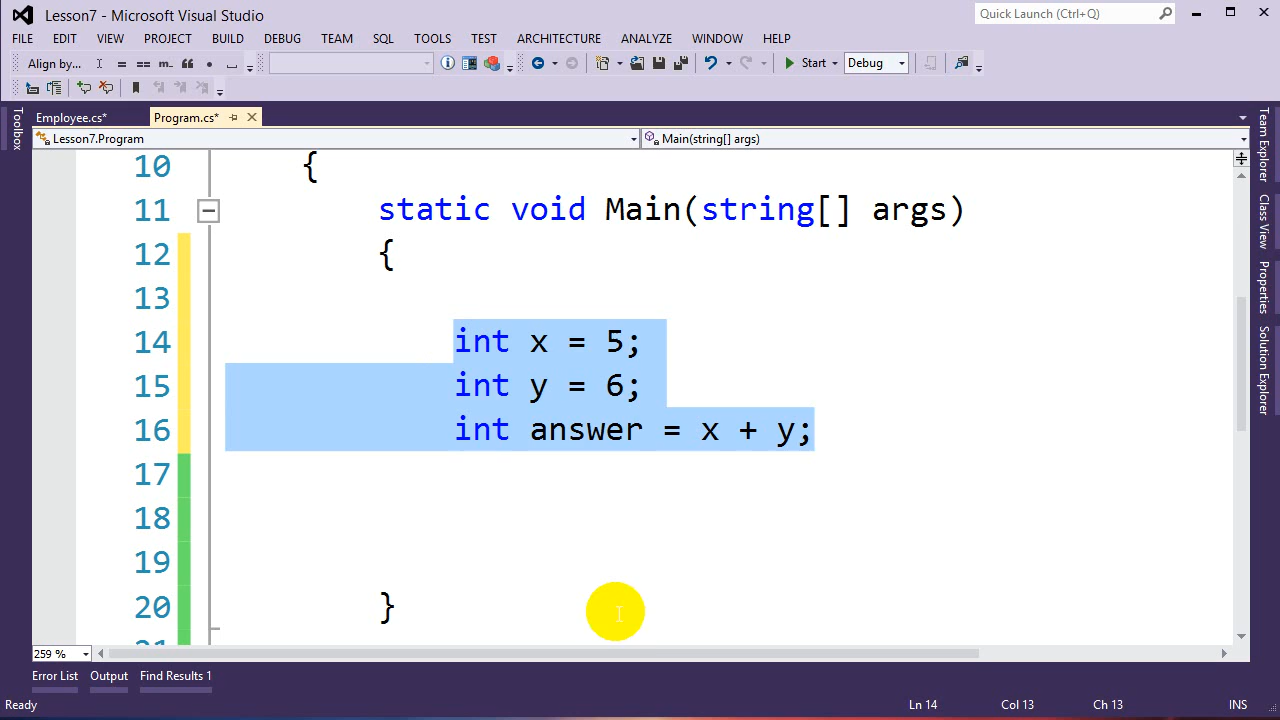 Lesson7 - Microsoft Visual Studio
Quick Launch (Ctrl+Q)
FILE EDIT VIEW PROJECT BUILD DEBUG TEAM SQL TOOLS TEST ARCHITECTURE ANALYZE WINDOW HELP
Align by... = == m.. Start Debug
Employee.cs* Program.cs*
Lesson7.Program Main(string[] args)
Toolbox
Team Explorer
Class View
Properties
Solution Explorer
10 {
11 static void Main(string[] args)
12 {
13
14 int x = 5;
15 int y = 6;
16 int answer = x + y;
17
18
19
20 }
259 %
Error List Output Find Results 1
Ready Ln 14 Col 13 Ch 13 INS